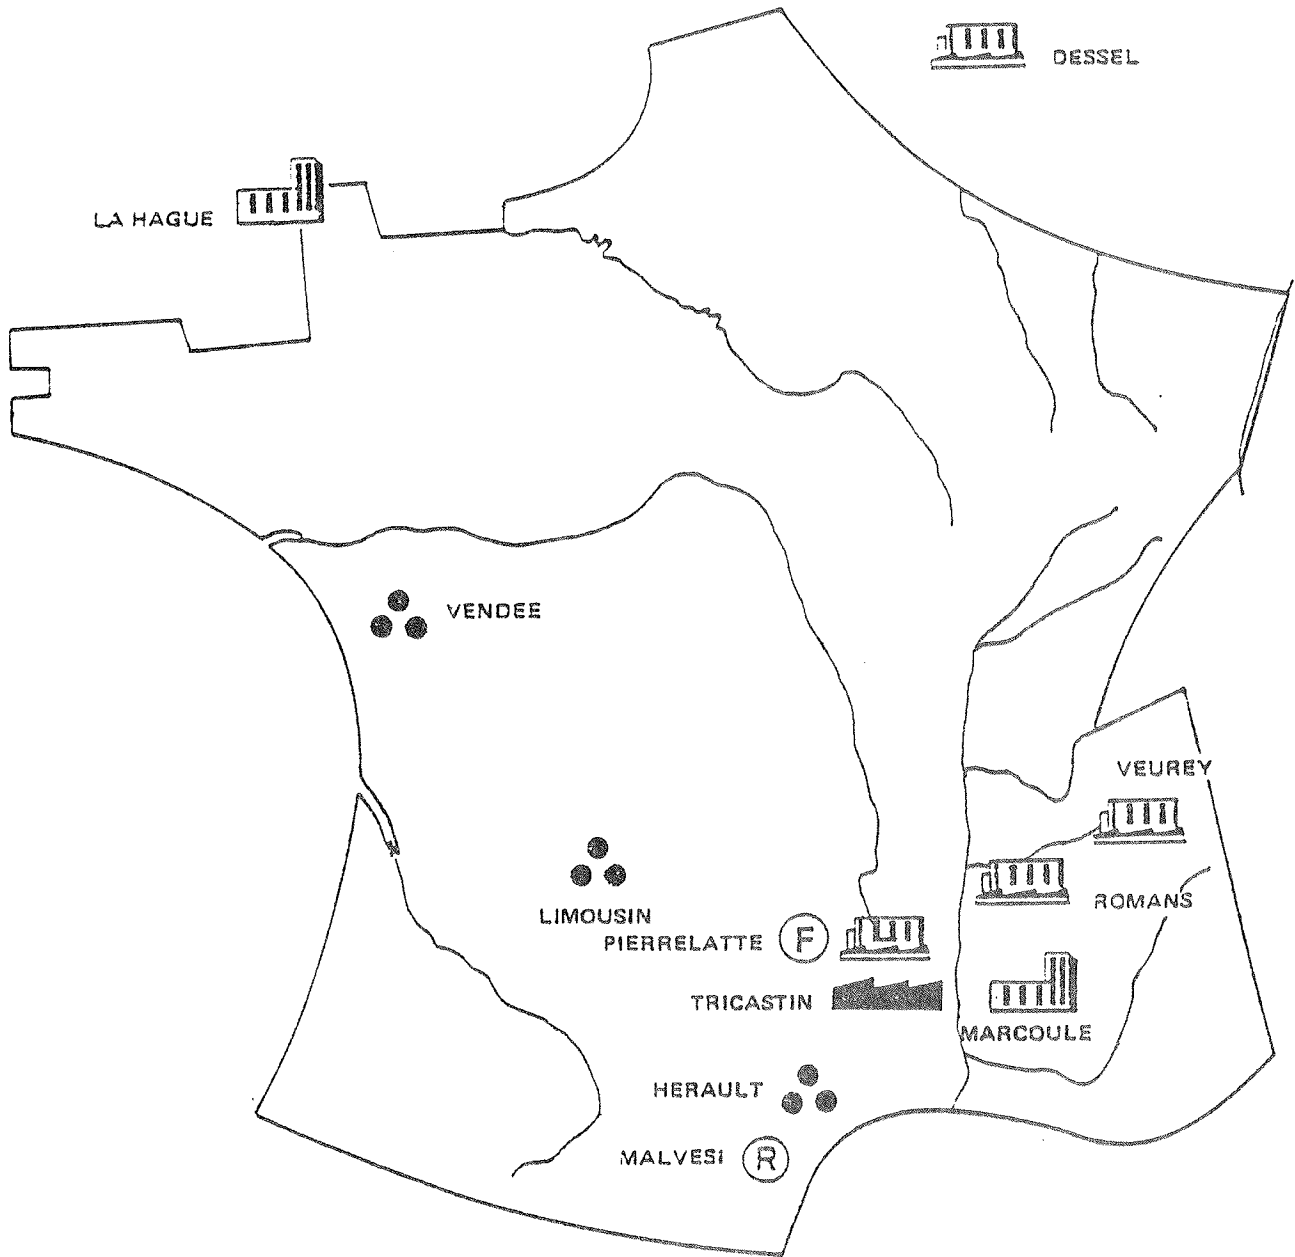 DESSEL
LA HAGUE
VENDEE
VEUREY
ROMANS
LIMOUSIN
PIERRELATTE F
TRICASTIN
MARCOULE
HERAULT
MALVESI R